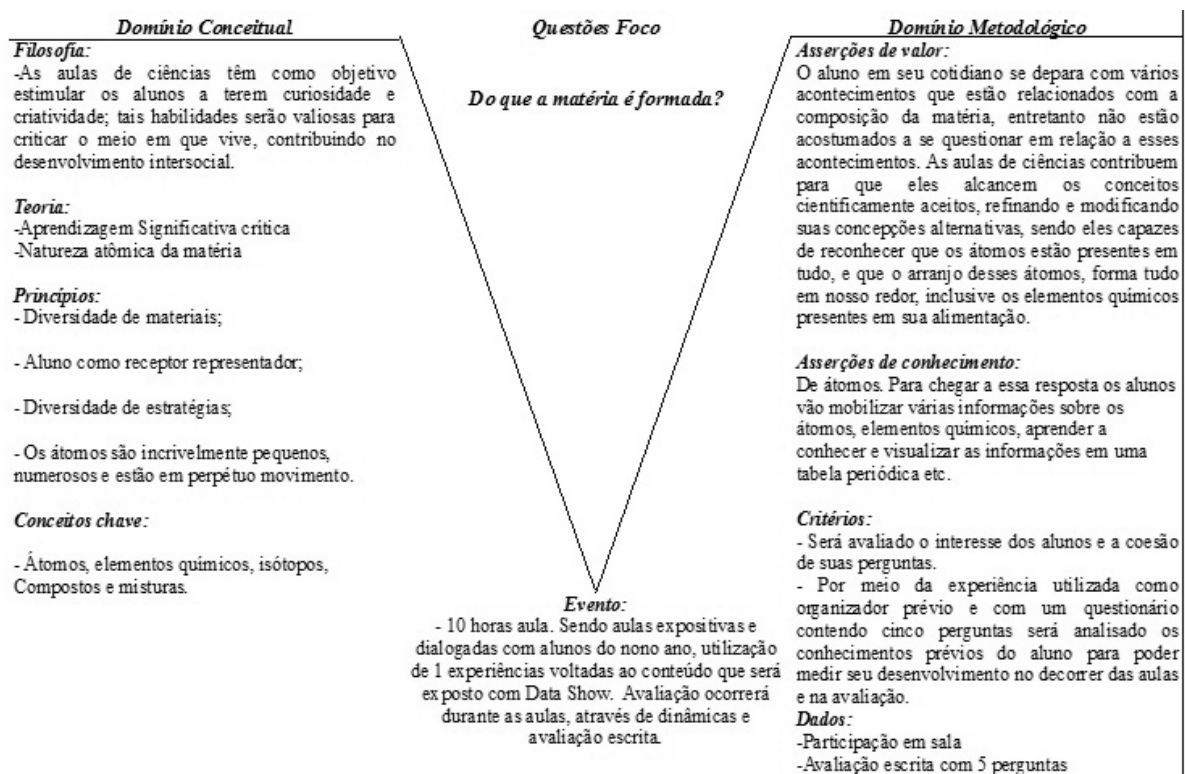 Domínio Conceitual
Filosofia:
-As aulas de ciências têm como objetivo
estimular os alunos a terem curiosidade e
criatividade; tais habilidades serão valiosas para
criticar o meio em que vive, contribuindo no
desenvolvimento intersocial.
Teoria:
-Aprendizagem Significativa critica
-Natureza atômica da matéria
Princípios:
- Diversidade de materiais;
- Aluno como receptor representador;
- Diversidade de estratégias;
- Os átomos são incrivelmente pequenos,
numerosos e estão em perpétuo movimento.
Conceitos chave:
- Átomos, elementos químicos, isótopos,
Compostos e misturas.
Questões Foco
Do que a matéria é formada?
Evento:
- 10 horas aula. Sendo aulas expositivas e
dialogadas com alunos do nono ano, utilização
de 1 experiências voltadas ao conteúdo que será
exposto com Data Show. Avaliação ocorrerá
durante as aulas, através de dinâmicas e
avaliação escrita.
Domínio Metodológico
Asserções de valor:
O aluno em seu cotidiano se depara com vários
acontecimentos que estão relacionados com a
composição da matéria, entretanto não estão
acostumados a se questionar em relação a esses
acontecimentos. As aulas de ciências contribuem
para que eles alcancem os conceitos
cientificamente aceitos, refinando e modificando
suas concepções alternativas, sendo eles capazes
de reconhecer que os átomos estão presentes em
tudo, e que o arranjo desses átomos, forma tudo
em nosso redor, inclusive os elementos químicos
presentes em sua alimentação.
Asserções de conhecimento:
De átomos. Para chegar a essa resposta os alunos
vão mobilizar várias informações sobre os
átomos, elementos químicos, aprender a
conhecer e visualizar as informações em uma
tabela periódica etc.
Critérios:
- Será avaliado o interesse dos alunos e a coesão
de suas perguntas.
- Por meio da experiência utilizada como
organizador prévio e com um questionário
contendo cinco perguntas será analisado os
conhecimentos prévios do aluno para poder
medir seu desenvolvimento no decorrer das aulas
e na avaliação.
Dados:
-Participação em sala
-Avaliação escrita com 5 perguntas